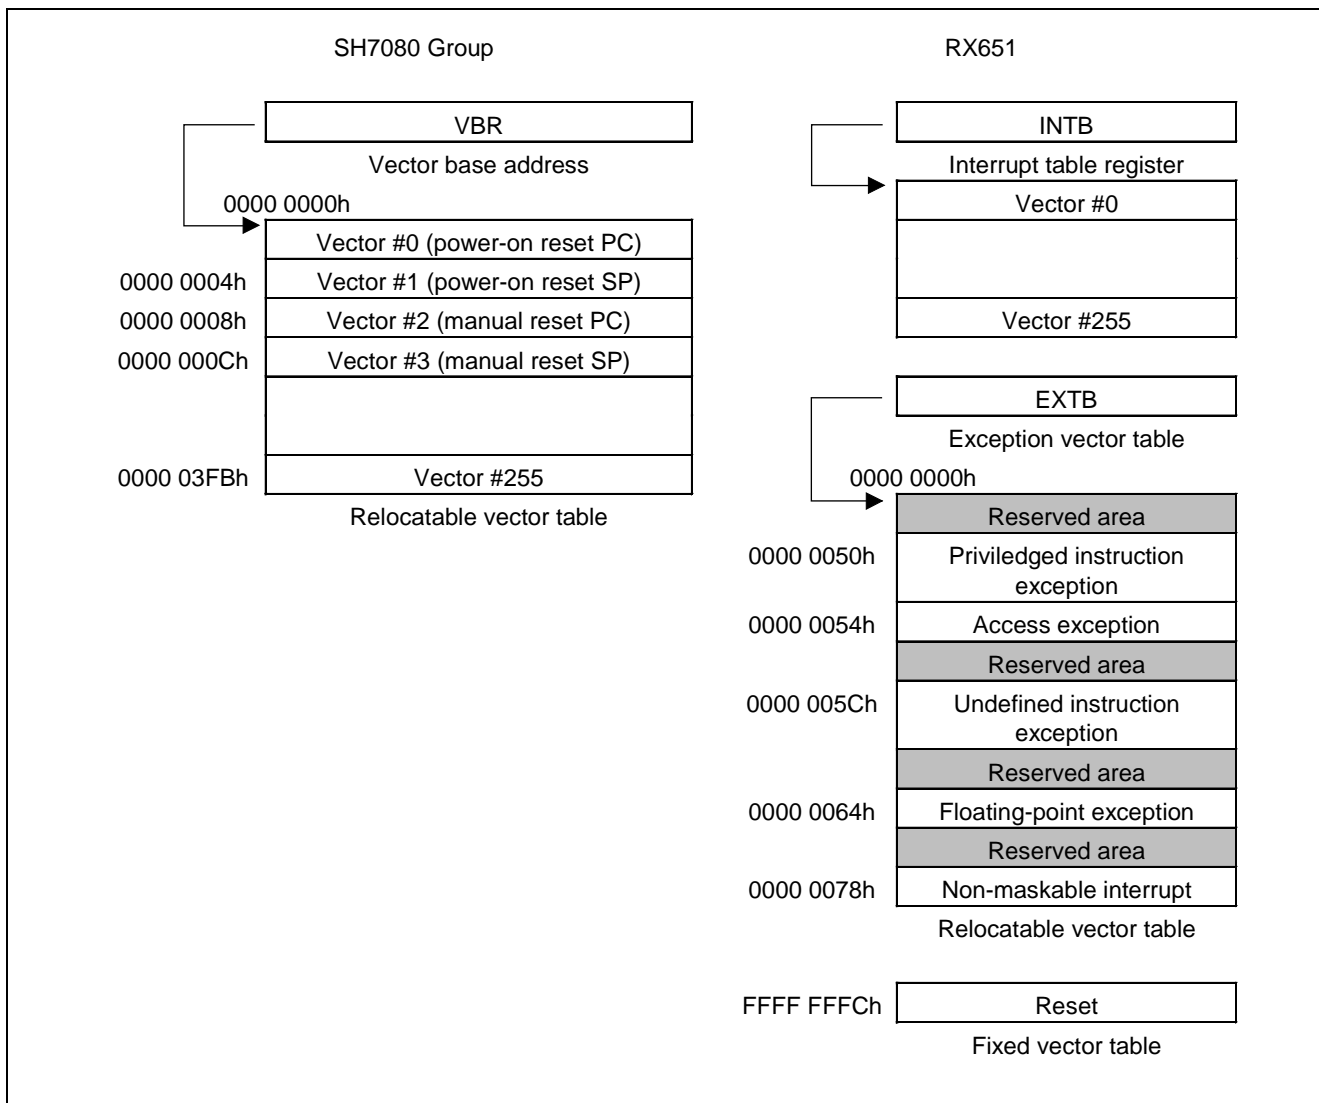 SH7080 Group
VBR
Vector base address
0000 0000h
Vector #0 (power-on reset PC)
0000 0004h
Vector #1 (power-on reset SP)
0000 0008h
Vector #2 (manual reset PC)
0000 000Ch
Vector #3 (manual reset SP)
0000 03FBh
Vector #255
Relocatable vector table
RX651
INTB
Interrupt table register
Vector #0
Vector #255
EXTB
Exception vector table
0000 0000h
Reserved area
0000 0050h
Priviledged instruction
exception
0000 0054h
Access exception
Reserved area
0000 005Ch
Undefined instruction
exception
Reserved area
0000 0064h
Floating-point exception
Reserved area
0000 0078h
Non-maskable interrupt
Relocatable vector table
FFFF FFFCh
Reset
Fixed vector table